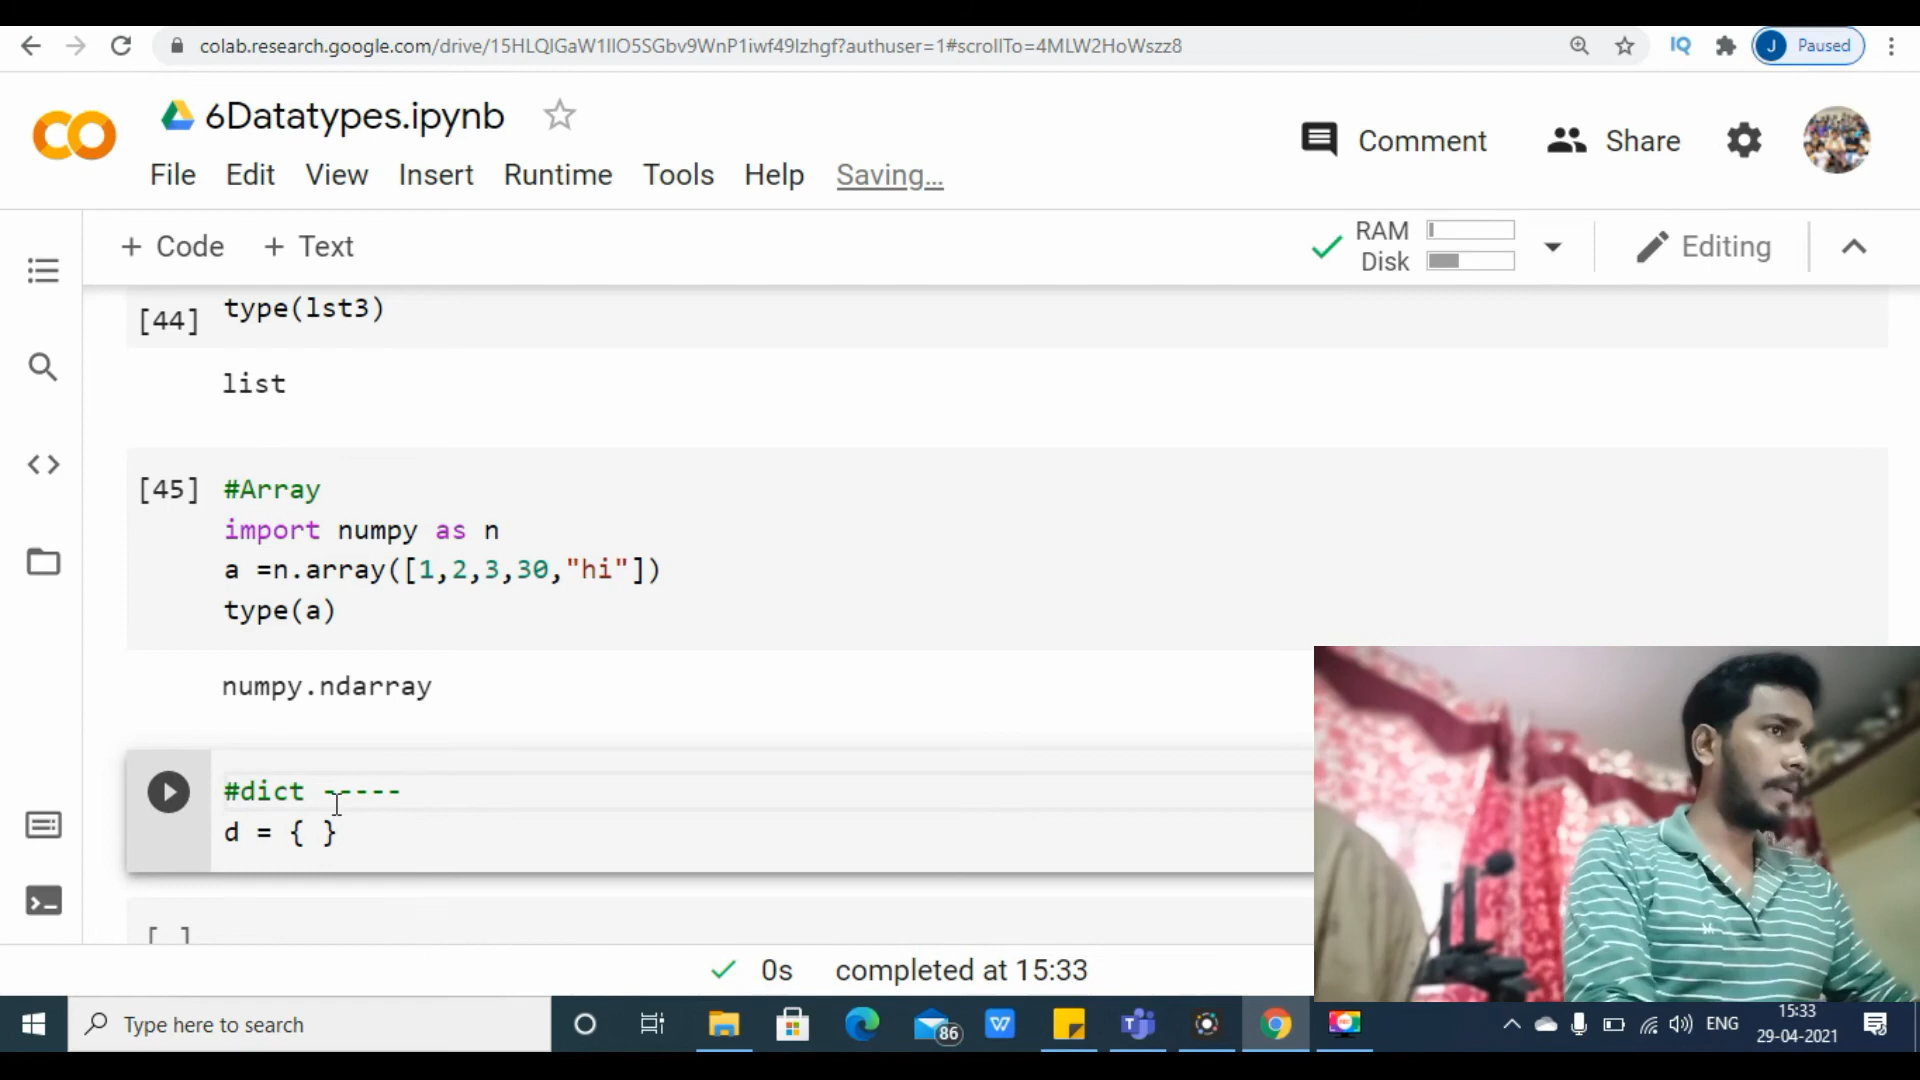 colab.research.google.com/drive/15HLQIGaW1IlO5SGbv9WnP1iwf49Izhgf?authuser=1#scrollTo=4MLW2HoWszz8
IQ
J Paused
CO
6Datatypes.ipynb
Comment
Share
File Edit View Insert Runtime Tools Help Saving...
+ Code + Text
RAM
Disk
Editing
[44] type(lst3)
list
[45] #Array
import numpy as n
a =n.array([1,2,3,30,"hi"])
type(a)
numpy.ndarray
#dict -----
d = { }
[ ]
0s completed at 15:33
Type here to search
86
W
ENG
15:33
29-04-2021